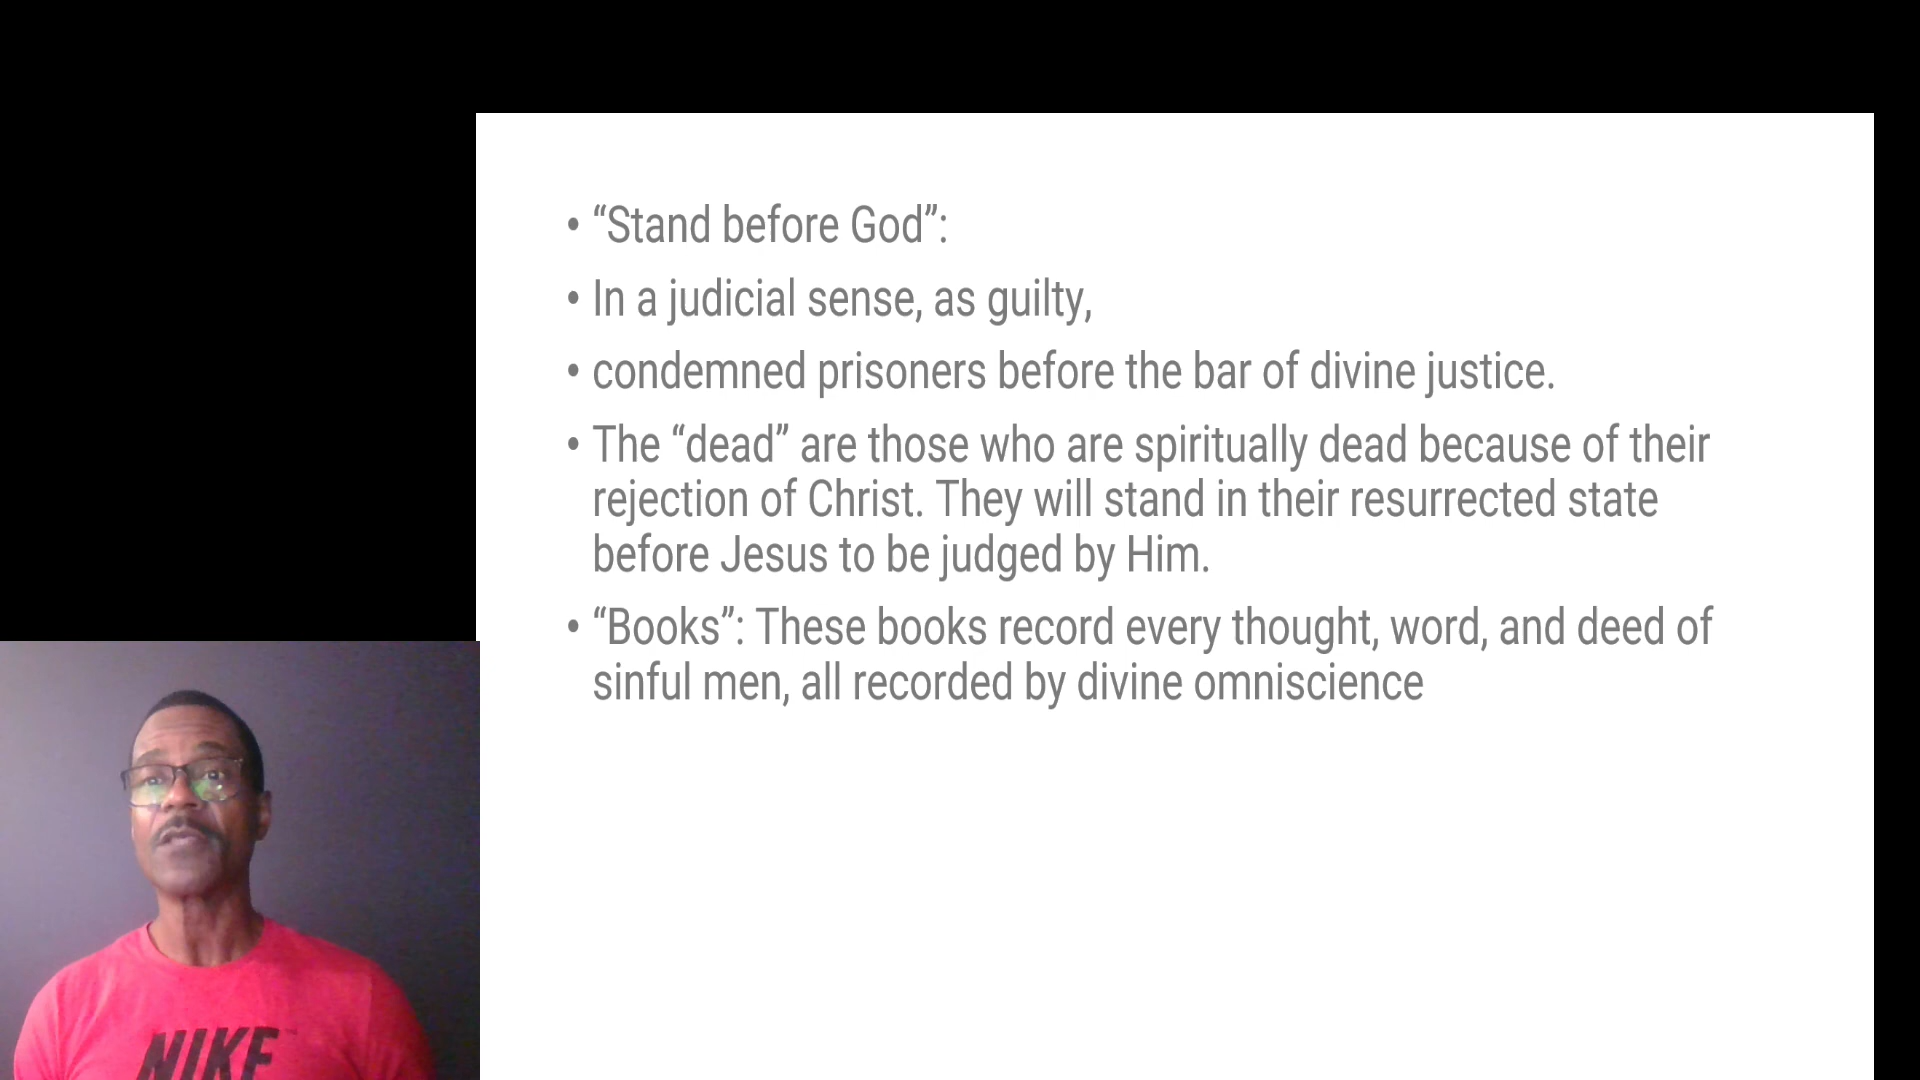 • “Stand before God”:
• In a judicial sense, as guilty,
• condemned prisoners before the bar of divine justice.
• The “dead” are those who are spiritually dead because of their
rejection of Christ. They will stand in their resurrected state
before Jesus to be judged by Him.
• “Books”: These books record every thought, word, and deed of
sinful men, all recorded by divine omniscience
NIKE